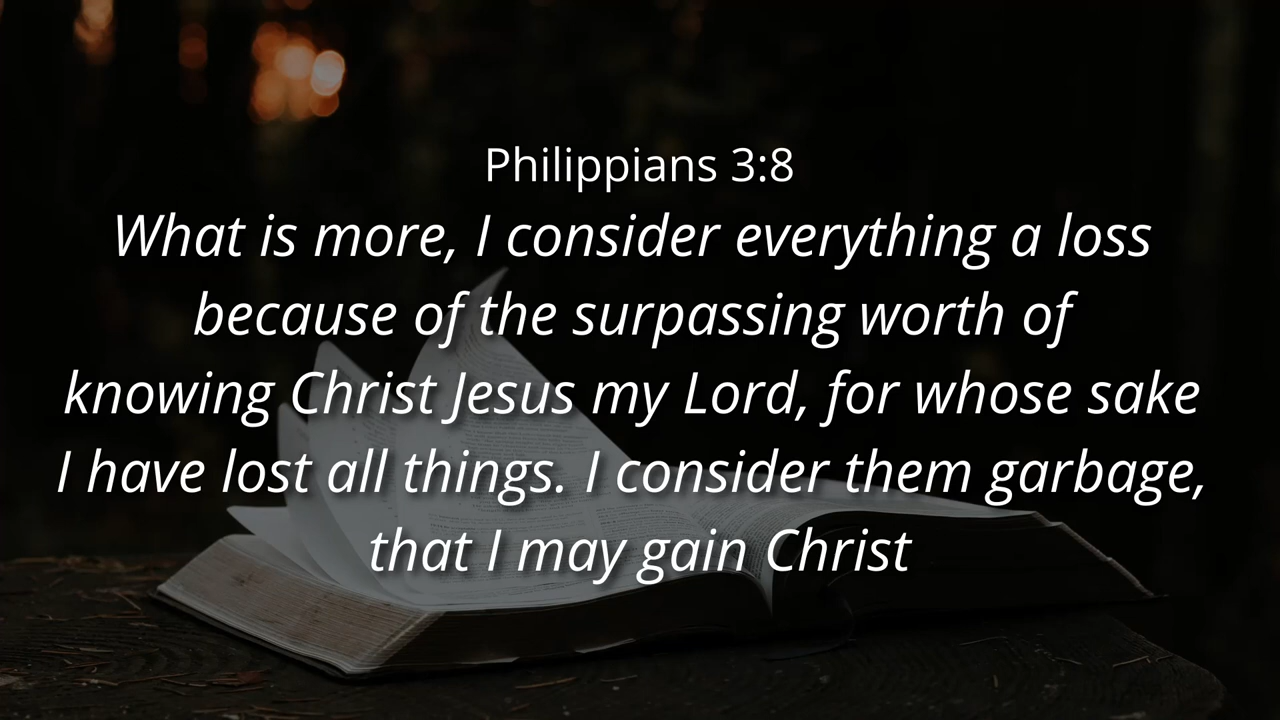 Philippians 3:8
What is more, I consider everything a loss
because of the surpassing worth of
knowing Christ Jesus my Lord, for whose sake
I have lost all things. I consider them garbage,
that I may gain Christ